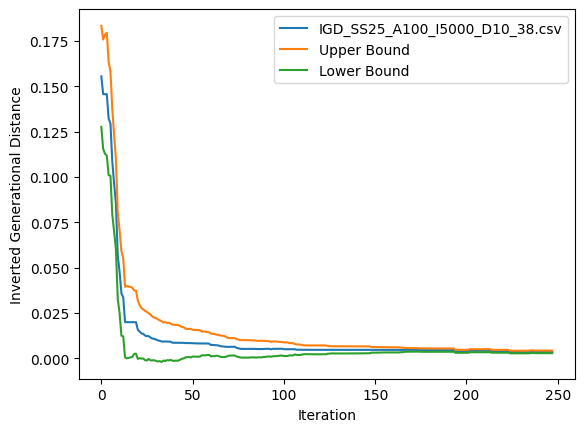 IGD_SS25_A100_I5000_D10_38.csv
Upper Bound
Lower Bound
Inverted Generational Distance
0.175
0.150
0.125
0.100
0.075
0.050
0.025
0.000
0 50 100 150 200 250
Iteration